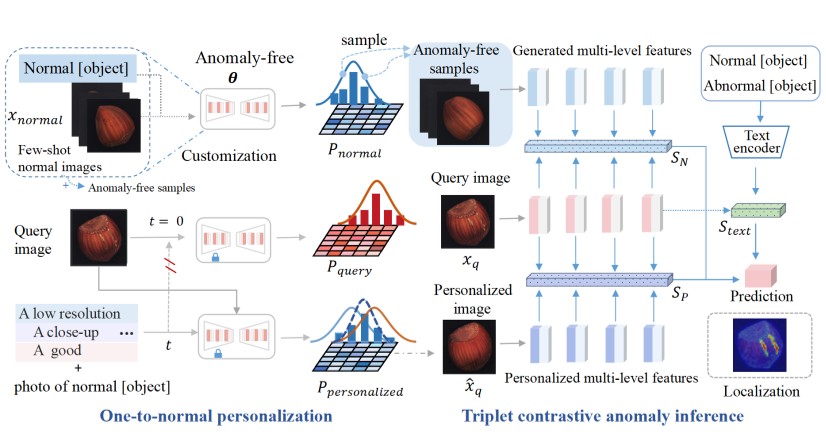 Normal [object]
x_normal
Few-shot
normal images
+ Anomaly-free samples
Anomaly-free
θ
Customization
sample
P_normal
Anomaly-free
samples
Query
image
t = 0
P_query
A low resolution
A close-up ...
A good
+
photo of normal [object]
t
P_personalized
One-to-normal personalization
Generated multi-level features
S_N
Query image
x_q
Personalized
image
x̂_q
S_P
Personalized multi-level features
Normal [object]
Abnormal [object]
Text
encoder
S_text
Prediction
Localization
Triplet contrastive anomaly inference